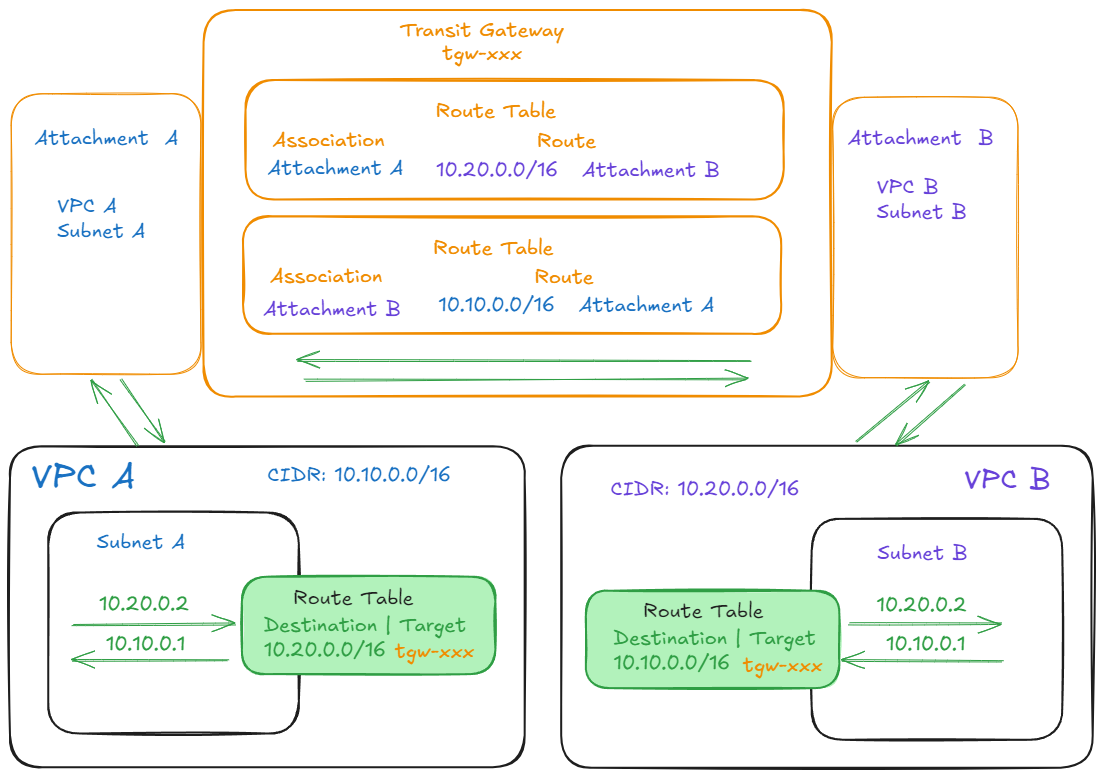 Transit Gateway
tgw-xxx
Attachment A
VPC A
Subnet A
Route Table
Association Route
Attachment A 10.20.0.0/16 Attachment B
Route Table
Association Route
Attachment B 10.10.0.0/16 Attachment A
Attachment B
VPC B
Subnet B
VPC A
CIDR: 10.10.0.0/16
Subnet A
10.20.0.2
10.10.0.1
Route Table
Destination | Target
10.20.0.0/16 tgw-xxx
CIDR: 10.20.0.0/16
VPC B
Route Table
Destination | Target
10.10.0.0/16 tgw-xxx
Subnet B
10.20.0.2
10.10.0.1